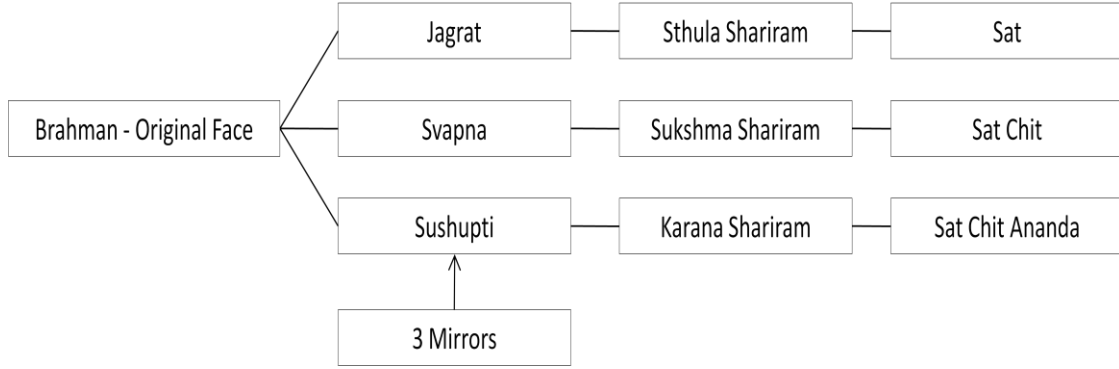 Jagrat
Sthula Shariram
Sat
Brahman - Original Face
Svapna
Sukshma Shariram
Sat Chit
Sushupti
Karana Shariram
Sat Chit Ananda
3 Mirrors